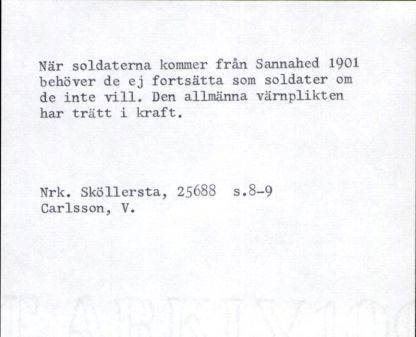 När soldaterna kommer från Sannahed 1901
behöver de ej fortsätta som soldater om
de inte vill. Den allmänna värnplikten
har trätt i kraft.
Nrk. Sköllersta, 25688 s.8-9
Carlsson, V.